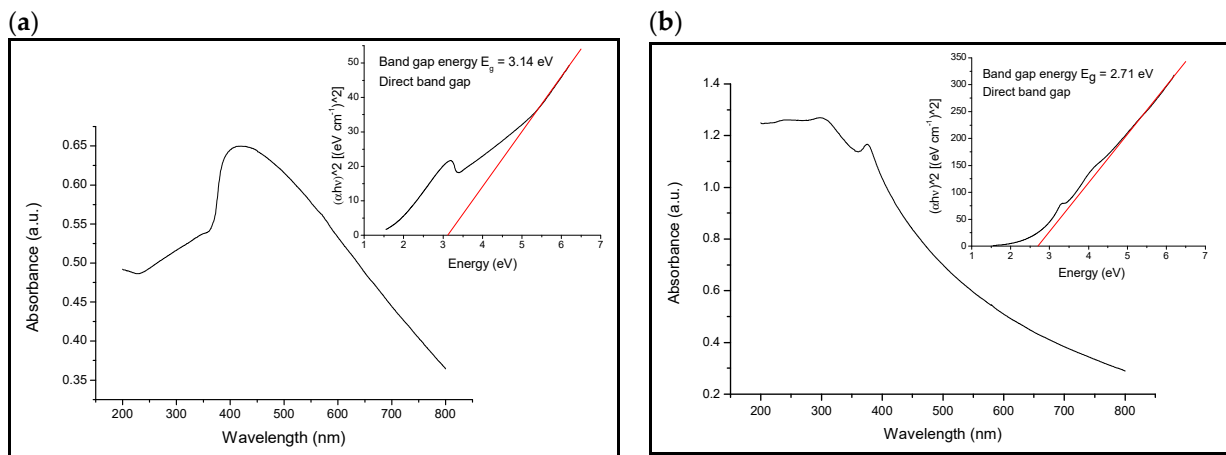 (a)
Band gap energy E_g = 3.14 eV
Direct band gap
(αhν)^2 [(eV cm⁻¹)^2]
50
40
30
20
10
0
1 2 3 4 5 6 7
Energy (eV)
Absorbance (a.u.)
0.65
0.60
0.55
0.50
0.45
0.40
0.35
200 300 400 500 600 700 800
Wavelength (nm)
(b)
Band gap energy Eg = 2.71 eV
Direct band gap
(αhν)^2 [(eV cm⁻¹)^2]
350
300
250
200
150
100
50
0
1 2 3 4 5 6 7
Energy (eV)
Absorbance (a.u.)
1.4
1.2
1.0
0.8
0.6
0.4
0.2
200 300 400 500 600 700 800
Wavelength (nm)